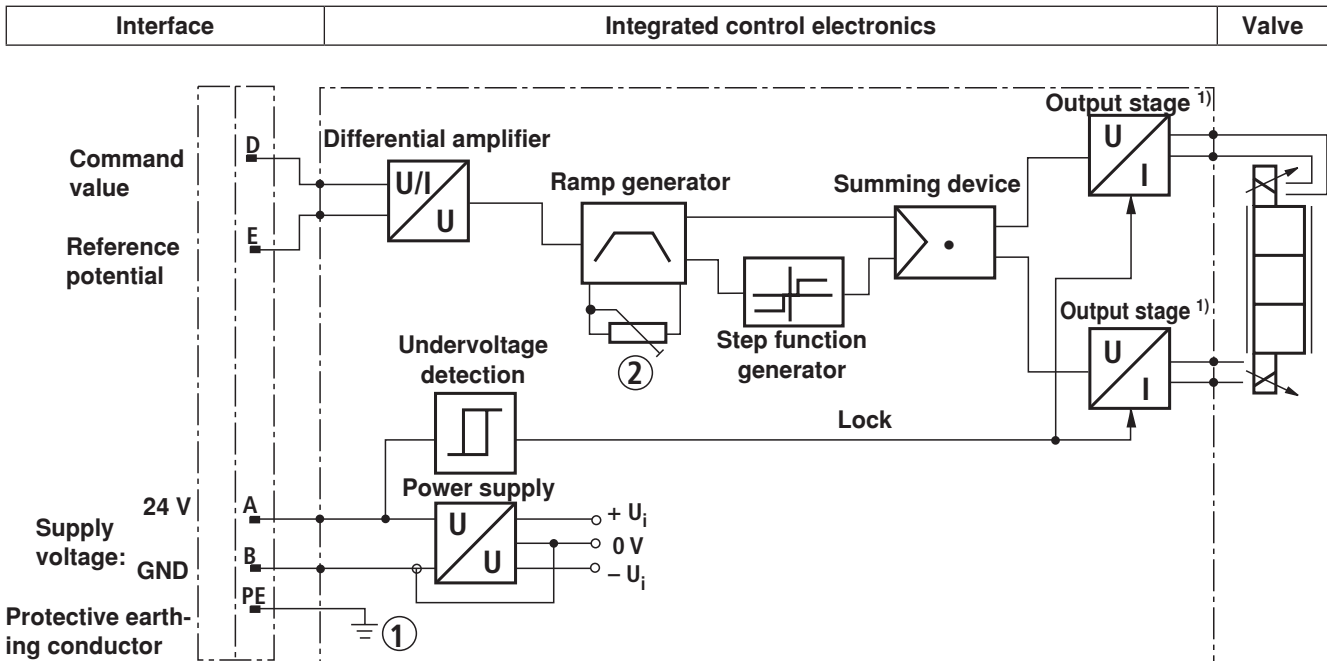 Interface
Integrated control electronics
Valve
Output stage 1)
Differential amplifier
D
Command
value
U/I
U
U
I
Ramp generator
Summing device
E
Reference
potential
Output stage 1)
Undervoltage
detection
Step function
generator
2
U
I
Lock
Power supply
24 V
A
U
U
+ Ui
0 V
– Ui
Supply
voltage:
GND
B
PE
Protective earth-
ing conductor
1